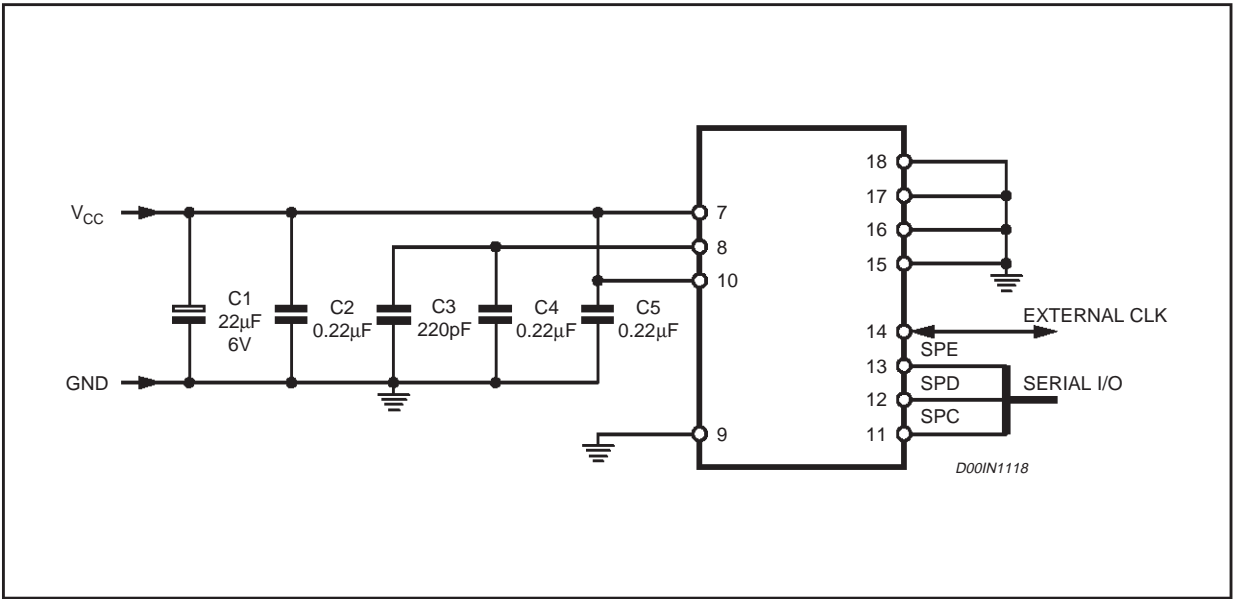 V_CC
GND
C1
22µF
6V
C2
0.22µF
C3
220pF
C4
0.22µF
C5
0.22µF
7
8
10
9
18
17
16
15
14
13
12
11
EXTERNAL CLK
SPE
SPD
SPC
SERIAL I/O
D00IN1118